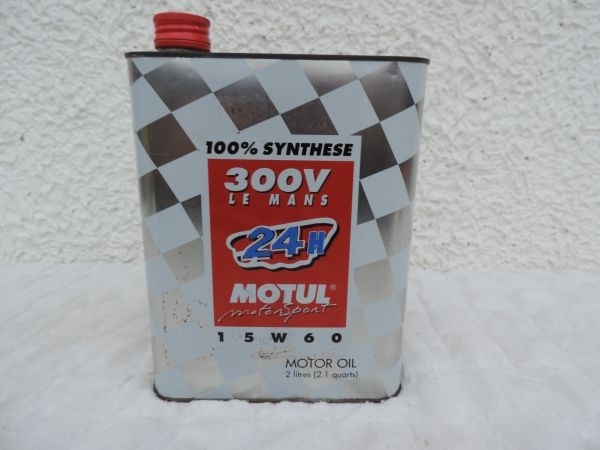 100% SYNTHESE
300V
LE MANS
24H
MOTUL®
motorSport
15W60
MOTOR OIL
2 litres (2.1 quarts)